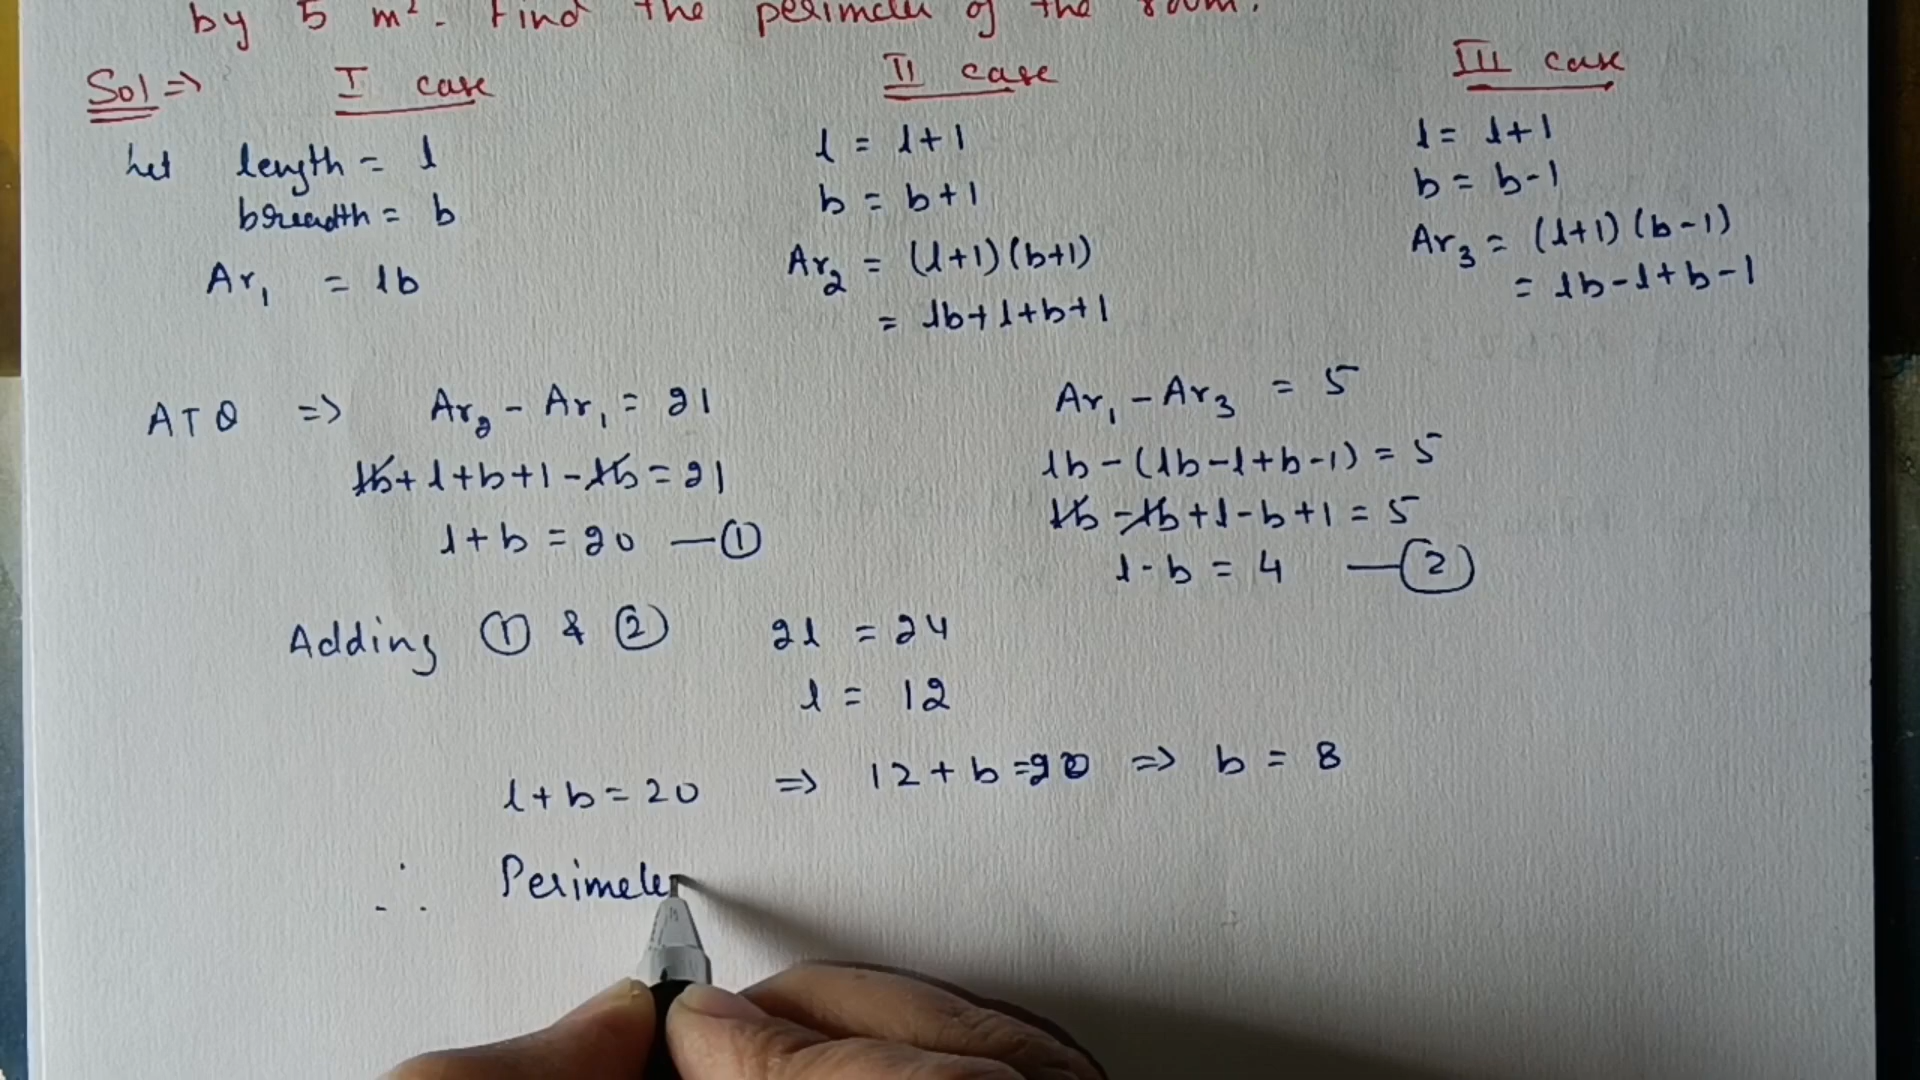 by 5 m². Find the perimeter of the room.
Sol ⇒ I case II case III case
Let length = l
breadth = b
Ar₁ = lb
l = l+1
b = b+1
Ar₂ = (l+1)(b+1)
= lb+l+b+1
l = l+1
b = b-1
Ar₃ = (l+1)(b-1)
= lb-l+b-1
ATQ ⇒ Ar₂ - Ar₁ = 21
lb+l+b+1-lb = 21
l+b = 20 —①
Ar₁ - Ar₃ = 5
lb-(lb-l+b-1) = 5
lb-lb+l-b+1 = 5
l-b = 4 —②
Adding ① & ② 2l = 24
l = 12
l+b = 20 ⇒ 12+b = 20 ⇒ b = 8
∴ Perimeter